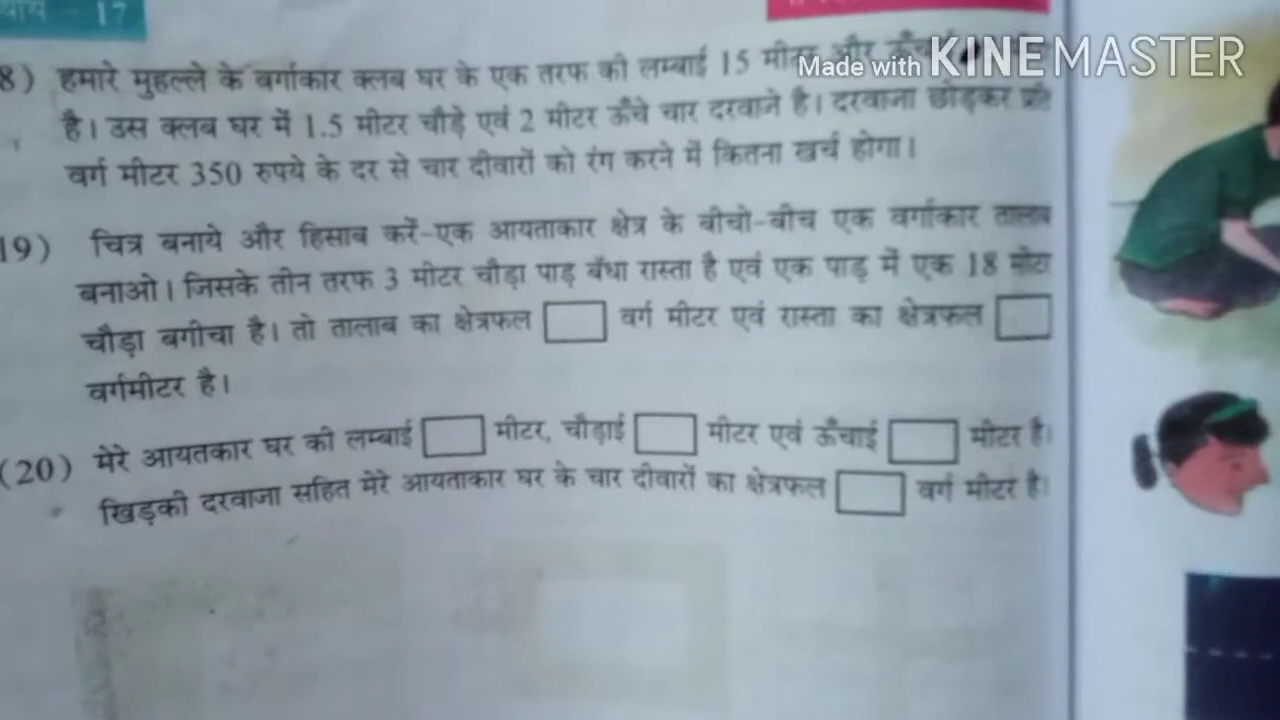 याय - 17
Made with KINEMASTER
8) हमारे मुहल्ले के वर्गाकार क्लब घर के एक तरफ की लम्बाई 15 मीटर और
है। उस क्लब घर में 1.5 मीटर चौड़े एवं 2 मीटर ऊँचे चार दरवाजे है। दरवाजा छोड़कर प्रति
वर्ग मीटर 350 रुपये के दर से चार दीवारों को रंग करने में कितना खर्च होगा।
19) चित्र बनाये और हिसाब करें-एक आयताकार क्षेत्र के बीचो-बीच एक वर्गाकार तालाब
बनाओ। जिसके तीन तरफ 3 मीटर चौड़ा पाड़ बँधा रास्ता है एवं एक पाड़ में एक 18 मीटर
चौड़ा बगीचा है। तो तालाब का क्षेत्रफल वर्ग मीटर एवं रास्ता का क्षेत्रफल
वर्गमीटर है।
(20) मेरे आयतकार घर की लम्बाई मीटर, चौड़ाई मीटर एवं ऊँचाई मीटर है।
खिड़की दरवाजा सहित मेरे आयताकार घर के चार दीवारों का क्षेत्रफल वर्ग मीटर है।